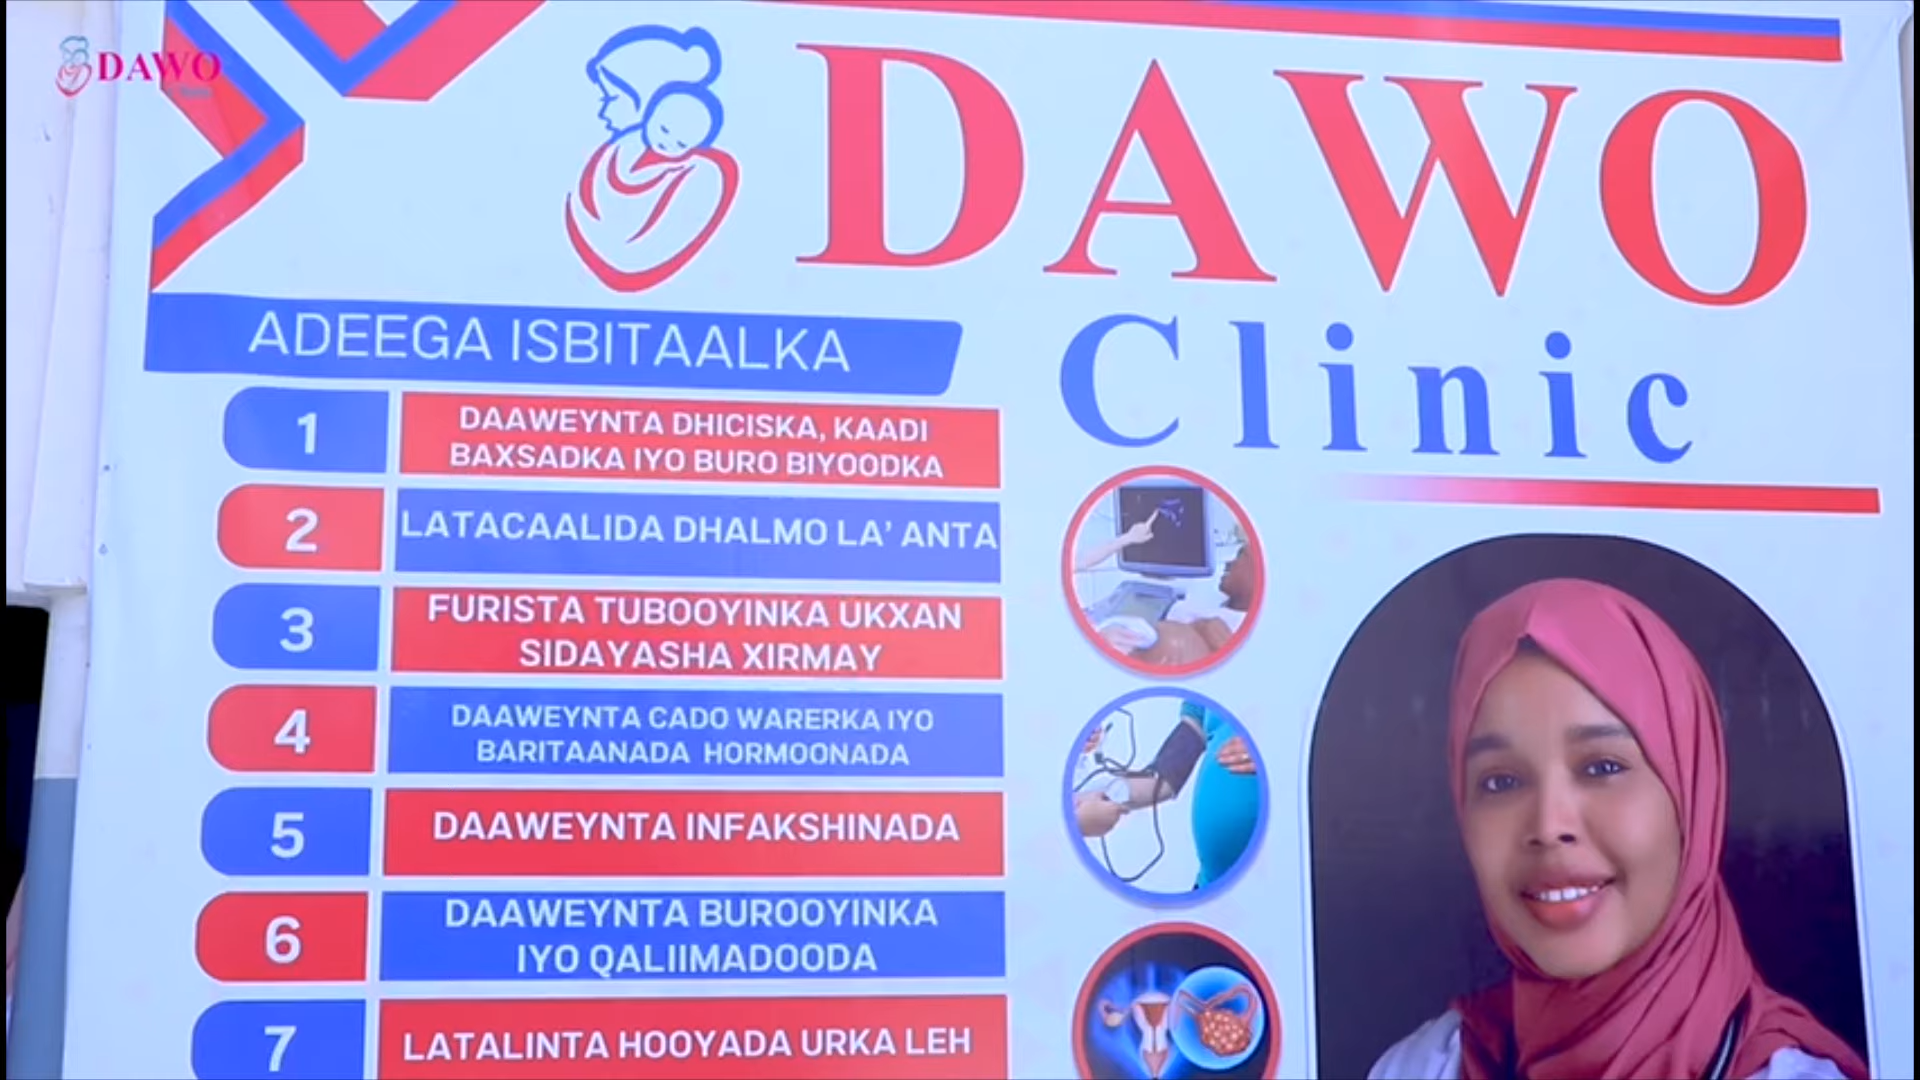 DAWO
DAWO
Clinic
ADEEGA ISBITAALKA
1
DAAWEYNTA DHICISKA, KAADI
BAXSADKA IYO BURO BIYOODKA
2
LATACAALIDA DHALMO LA' ANTA
3
FURISTA TUBOOYINKA UKXAN
SIDAYASHA XIRMAY
4
DAAWEYNTA CADO WARERKA IYO
BARITAANADA HORMOONADA
5
DAAWEYNTA INFAKSHINADA
6
DAAWEYNTA BUROOYINKA
IYO QALIIMADOODA
7
LATALINTA HOOYADA URKA LEH